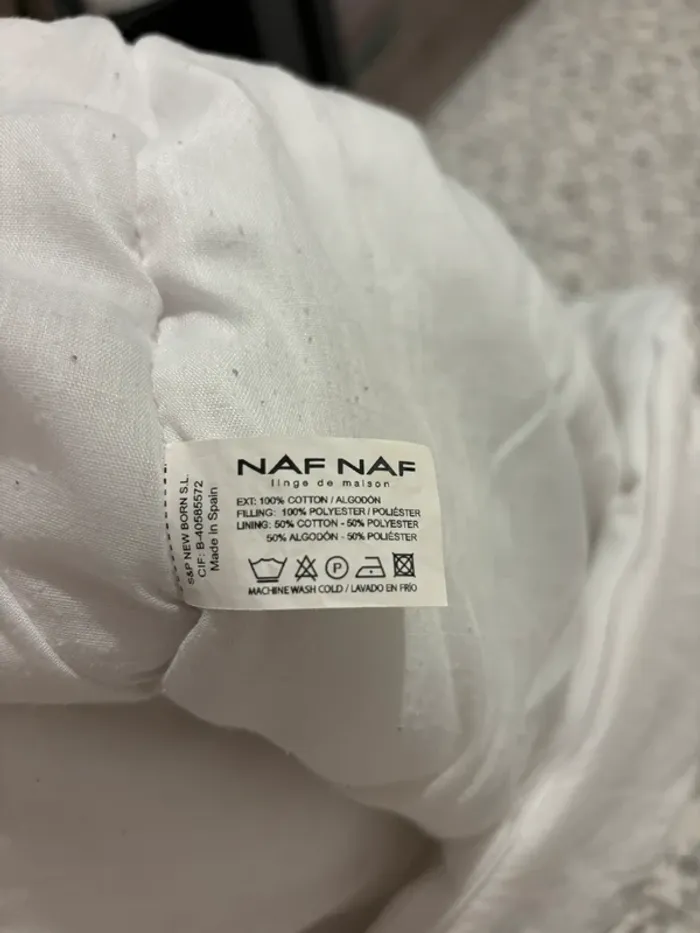 NAF NAF
linge de maison
EXT: 100% COTTON / ALGODÓN
FILLING: 100% POLYESTER / POLIÉSTER
LINING: 50% COTTON - 50% POLYESTER
50% ALGODÓN - 50% POLIÉSTER
P
MACHINE WASH COLD / LAVADO EN FRÍO
S&P NEW BORN S.L.
CIF: B-40585572
Made In Spain